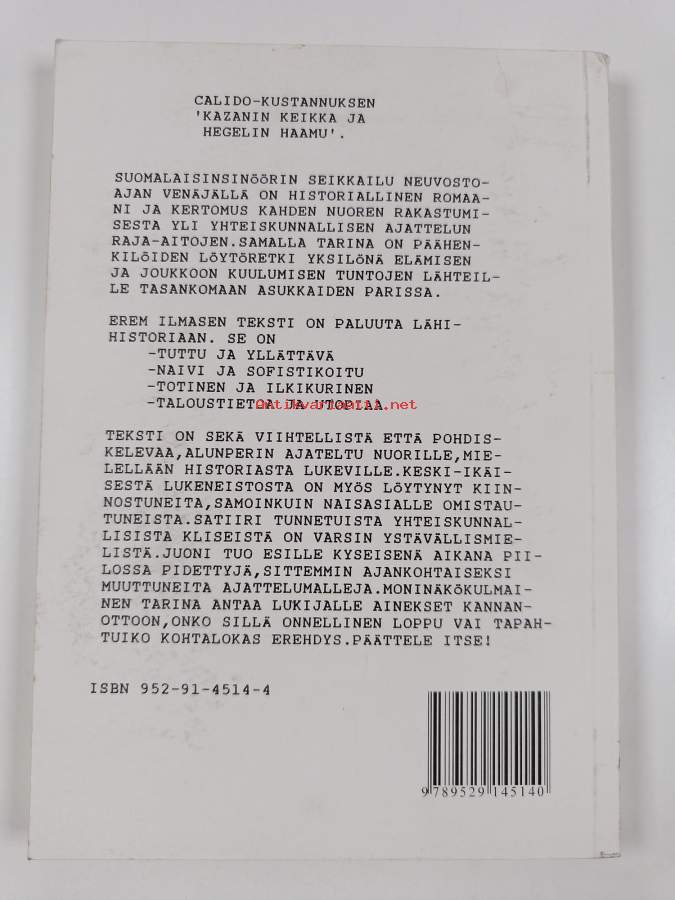 CALIDO-KUSTANNUKSEN
'KAZANIN KEIKKA JA
HEGELIN HAAMU'.
SUOMALAISINSINÖÖRIN SEIKKAILU NEUVOSTO-
AJAN VENÄJÄLLÄ ON HISTORIALLINEN ROMAA-
NI JA KERTOMUS KAHDEN NUOREN RAKASTUMI-
SESTA YLI YHTEISKUNNALLISEN AJATTELUN
RAJA-AITOJEN.SAMALLA TARINA ON PÄÄHEN-
KILÖIDEN LÖYTÖRETKI YKSILÖNÄ ELÄMISEN
JA JOUKKOON KUULUMISEN TUNTOJEN LÄHTEIL-
LE TASANKOMAAN ASUKKAIDEN PARISSA.
EREM ILMASEN TEKSTI ON PALUUTA LÄHI-
HISTORIAAN. SE ON
-TUTTU JA YLLÄTTÄVÄ
-NAIVI JA SOFISTIKOITU
-TOTINEN JA ILKIKURINEN
-TALOUSTIETOA JA UTOPIAA.
antikvariaatti.net
TEKSTI ON SEKÄ VIIHTELLISTÄ ETTÄ POHDIS-
KELEVAA,ALUNPERIN AJATELTU NUORILLE,MIE-
LELLÄÄN HISTORIASTA LUKEVILLE.KESKI-IKÄI-
SESTÄ LUKENEISTOSTA ON MYÖS LÖYTYNYT KIIN-
NOSTUNEITA,SAMOINKUIN NAISASIALLE OMISTAU-
TUNEISTA.SATIIRI TUNNETUISTA YHTEISKUNNAL-
LISISTA KLISEISTÄ ON VARSIN YSTÄVÄLLISMIE-
LISTÄ.JUONI TUO ESILLE KYSEISENÄ AIKANA PII-
LOSSA PIDETTYJÄ,SITTEMMIN AJANKOHTAISEKSI
MUUTTUNEITA AJATTELUMALLEJA.MONINÄKÖKULMAI-
NEN TARINA ANTAA LUKIJALLE AINEKSET KANNAN-
OTTOON,ONKO SILLÄ ONNELLINEN LOPPU VAI TAPAH-
TUIKO KOHTALOKAS EREHDYS.PÄÄTTELE ITSE!
ISBN 952-91-4514-4
9 789529 145140